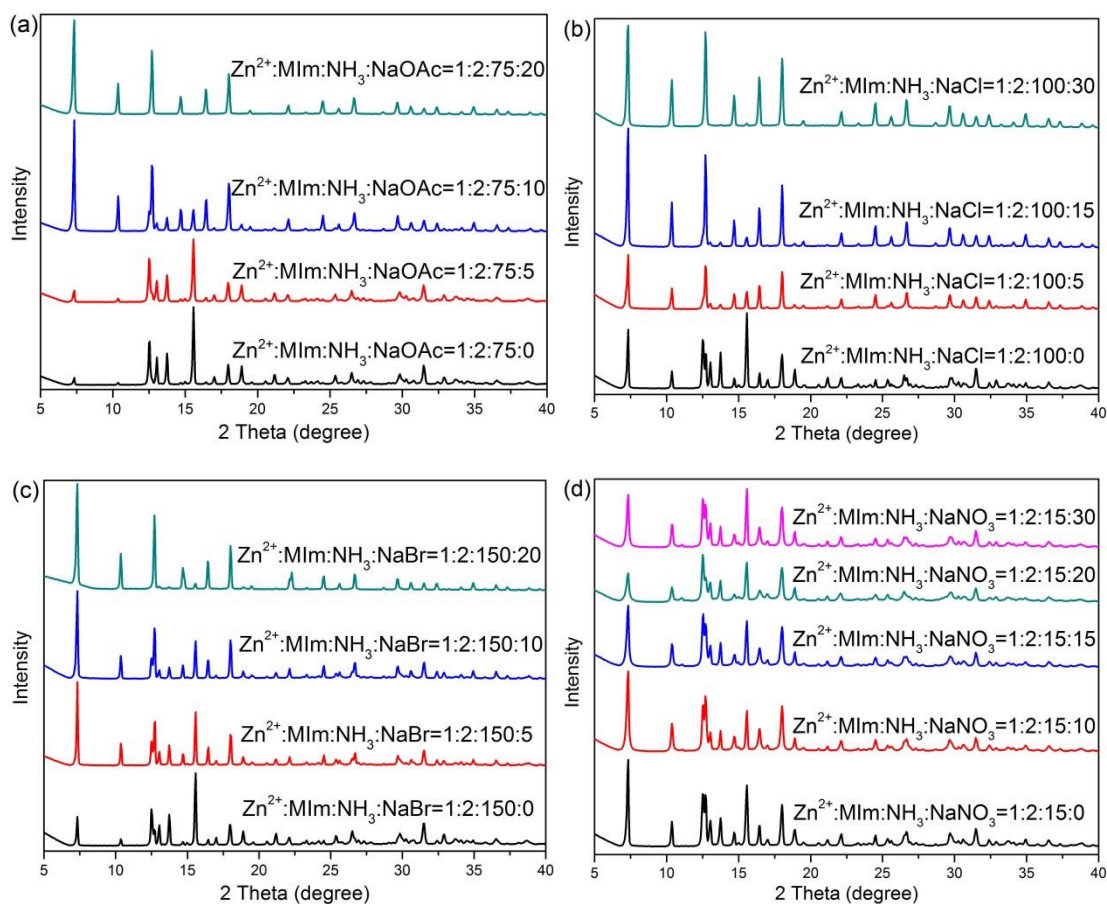 (a)
Zn²⁺:MIm:NH₃:NaOAc=1:2:75:20
Zn²⁺:MIm:NH₃:NaOAc=1:2:75:10
Zn²⁺:MIm:NH₃:NaOAc=1:2:75:5
Zn²⁺:MIm:NH₃:NaOAc=1:2:75:0
Intensity
5 10 15 20 25 30 35 40
2 Theta (degree)
(b)
Zn²⁺:MIm:NH₃:NaCl=1:2:100:30
Zn²⁺:MIm:NH₃:NaCl=1:2:100:15
Zn²⁺:MIm:NH₃:NaCl=1:2:100:5
Zn²⁺:MIm:NH₃:NaCl=1:2:100:0
Intensity
5 10 15 20 25 30 35 40
2 Theta (degree)
(c)
Zn²⁺:MIm:NH₃:NaBr=1:2:150:20
Zn²⁺:MIm:NH₃:NaBr=1:2:150:10
Zn²⁺:MIm:NH₃:NaBr=1:2:150:5
Zn²⁺:MIm:NH₃:NaBr=1:2:150:0
Intensity
5 10 15 20 25 30 35 40
2 Theta (degree)
(d)
Zn²⁺:MIm:NH₃:NaNO₃=1:2:15:30
Zn²⁺:MIm:NH₃:NaNO₃=1:2:15:20
Zn²⁺:MIm:NH₃:NaNO₃=1:2:15:15
Zn²⁺:MIm:NH₃:NaNO₃=1:2:15:10
Zn²⁺:MIm:NH₃:NaNO₃=1:2:15:0
Intensity
5 10 15 20 25 30 35 40
2 Theta (degree)